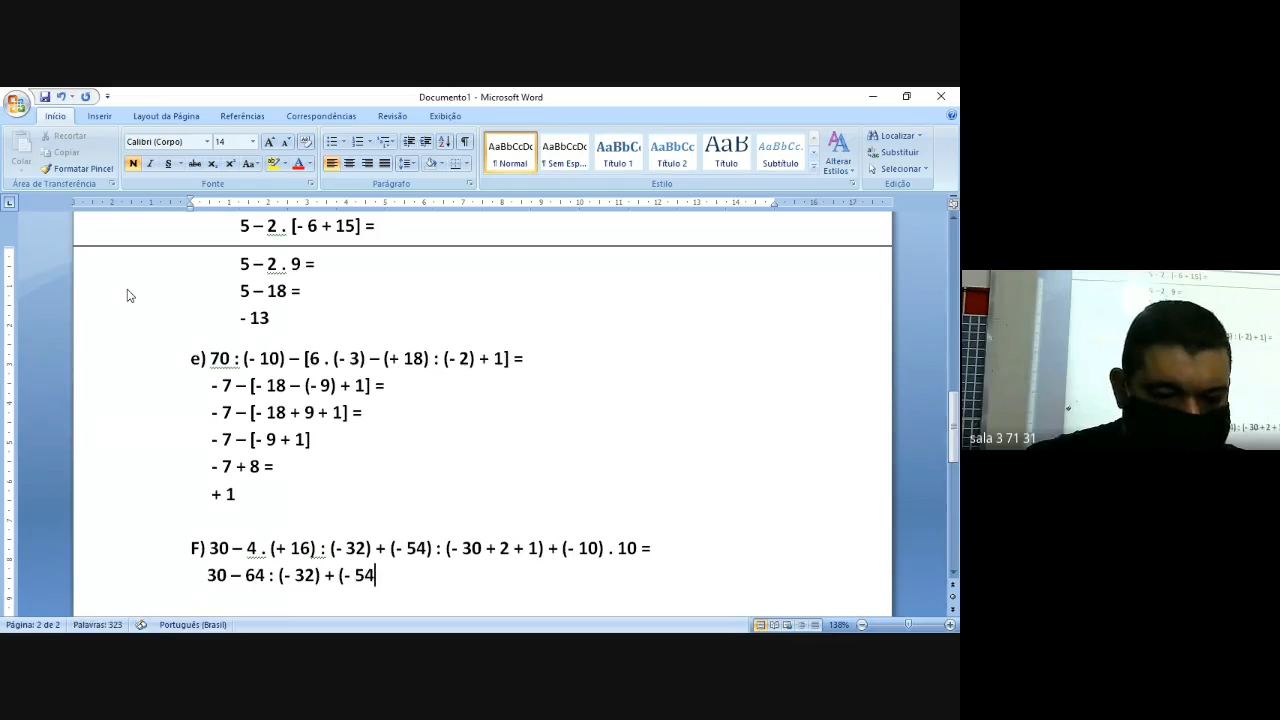 Documento1 - Microsoft Word
Início Inserir Layout da Página Referências Correspondências Revisão Exibição
Colar
Recortar
Copiar
Formatar Pincel
Área de Transferência
Calibri (Corpo) 14
N I S abc X₂ X² Aa
Fonte
Parágrafo
AaBbCcDc AaBbCcDc AaBbC AaBbCc AaB AaBbCc.
¶ Normal ¶ Sem Esp... Título 1 Título 2 Título Subtítulo
Alterar Estilos
Estilo
Localizar
Substituir
Selecionar
Edição
5 – 2 . [- 6 + 15] =
5 – 2 . 9 =
5 – 18 =
- 13
e) 70 : (- 10) – [6 . (- 3) – (+ 18) : (- 2) + 1] =
- 7 – [- 18 – (- 9) + 1] =
- 7 – [- 18 + 9 + 1] =
- 7 – [- 9 + 1]
- 7 + 8 =
+ 1
F) 30 – 4 . (+ 16) : (- 32) + (- 54) : (- 30 + 2 + 1) + (- 10) . 10 =
30 – 64 : (- 32) + (- 54
Página: 2 de 2 Palavras: 323 Português (Brasil) 138%
sala 3 71 31